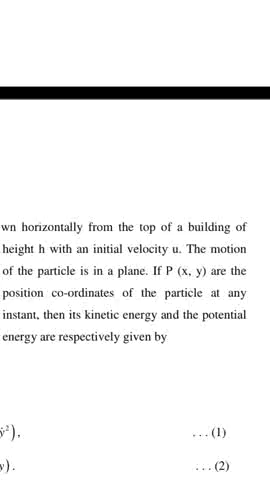 wn horizontally from the top of a building of
height h with an initial velocity u. The motion
of the particle is in a plane. If P (x, y) are the
position co-ordinates of the particle at any
instant, then its kinetic energy and the potential
energy are respectively given by
ẏ²), . . . (1)
y). . . . (2)